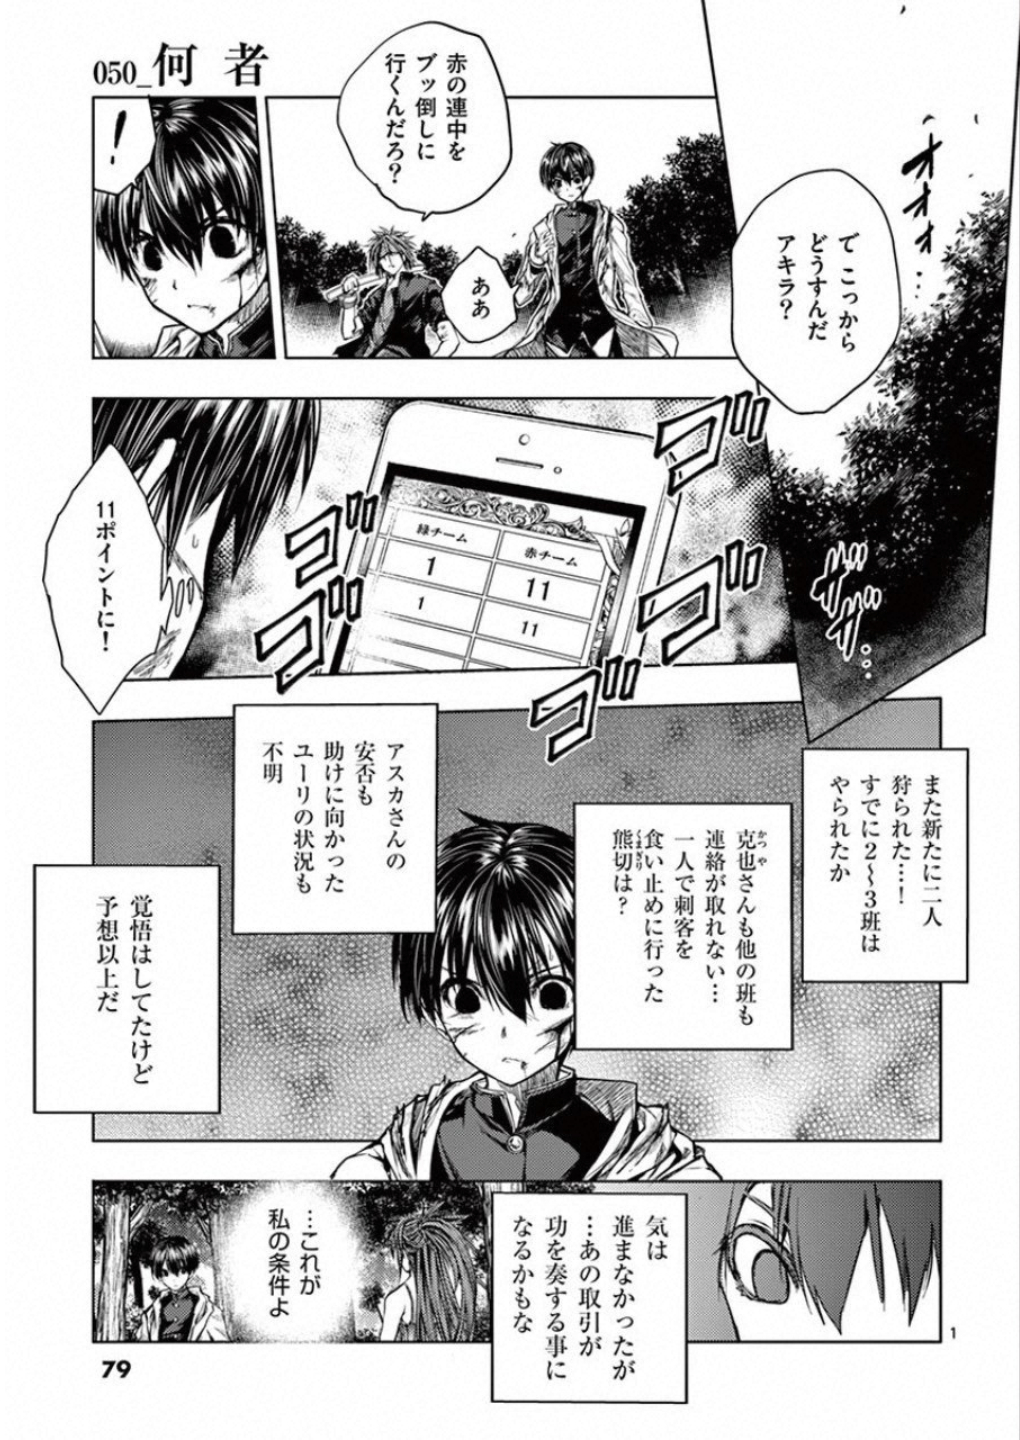 050_何者
オオオ…
で こっから
どうすんだ
アキラ?
ザザザ…
赤の連中を
ブッ倒しに
行くんだろ?
ああ
!
ゴゴゴゴゴゴ
緑チーム
赤チーム
1
11
1
11
11ポイントに!
また新たに二人
狩られた…!
すでに2〜3班は
やられたか
克也さんも他の班も
かつや
連絡が取れない…
一人で刺客を
食い止めに行った
熊切は?
くまぎり
アスカさんの
安否も
助けに向かった
ユーリの状況も
不明
覚悟はしてたけど
予想以上だ
気は
進まなかったが
…あの取引が
功を奏する事に
なるかもな
…これが
私の条件よ
1
79